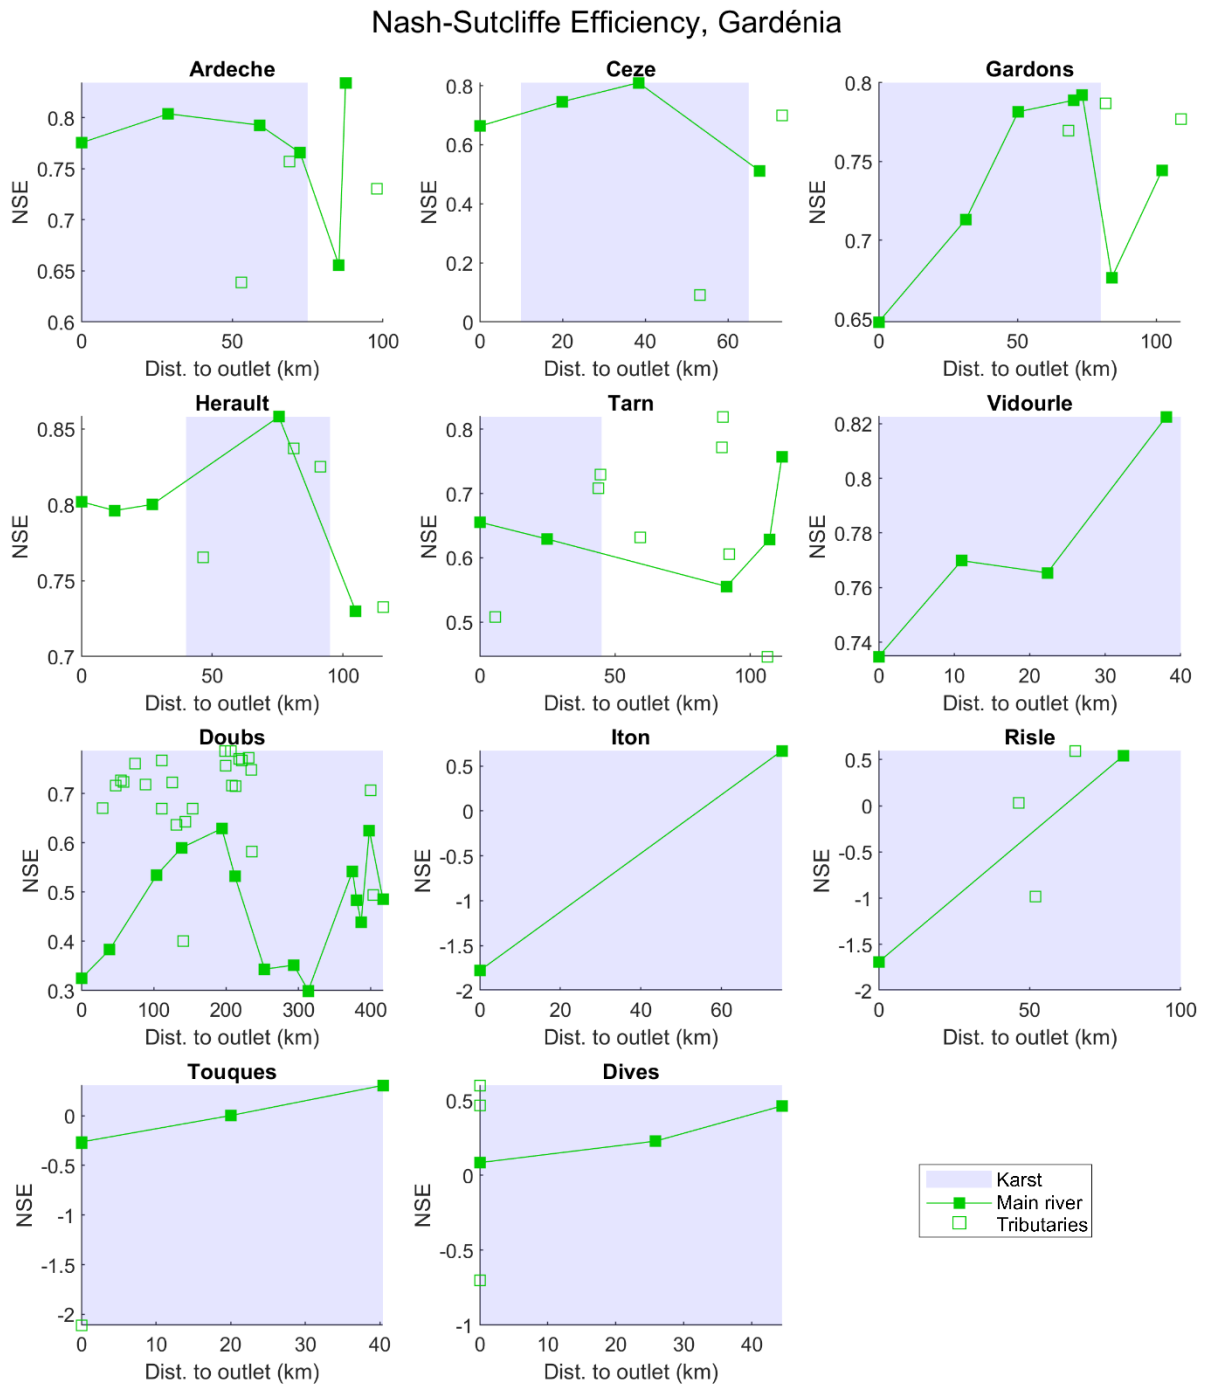 Nash-Sutcliffe Efficiency, Gardénia
Ardeche
0.8
0.75
0.7
0.65
0.6
NSE
0 50 100
Dist. to outlet (km)
Ceze
0.8
0.6
0.4
0.2
0
NSE
0 20 40 60
Dist. to outlet (km)
Gardons
0.8
0.75
0.7
0.65
NSE
0 50 100
Dist. to outlet (km)
Herault
0.85
0.8
0.75
0.7
NSE
0 50 100
Dist. to outlet (km)
Tarn
0.8
0.7
0.6
0.5
NSE
0 50 100
Dist. to outlet (km)
Vidourle
0.82
0.8
0.78
0.76
0.74
NSE
0 10 20 30 40
Dist. to outlet (km)
Doubs
0.7
0.6
0.5
0.4
0.3
NSE
0 100 200 300 400
Dist. to outlet (km)
Iton
0.5
0
-0.5
-1
-1.5
-2
NSE
0 20 40 60
Dist. to outlet (km)
Risle
0.5
0
-0.5
-1
-1.5
-2
NSE
0 50 100
Dist. to outlet (km)
Touques
0
-0.5
-1
-1.5
-2
NSE
0 10 20 30 40
Dist. to outlet (km)
Dives
0.5
0
-0.5
-1
NSE
0 10 20 30 40
Dist. to outlet (km)
Karst
Main river
Tributaries